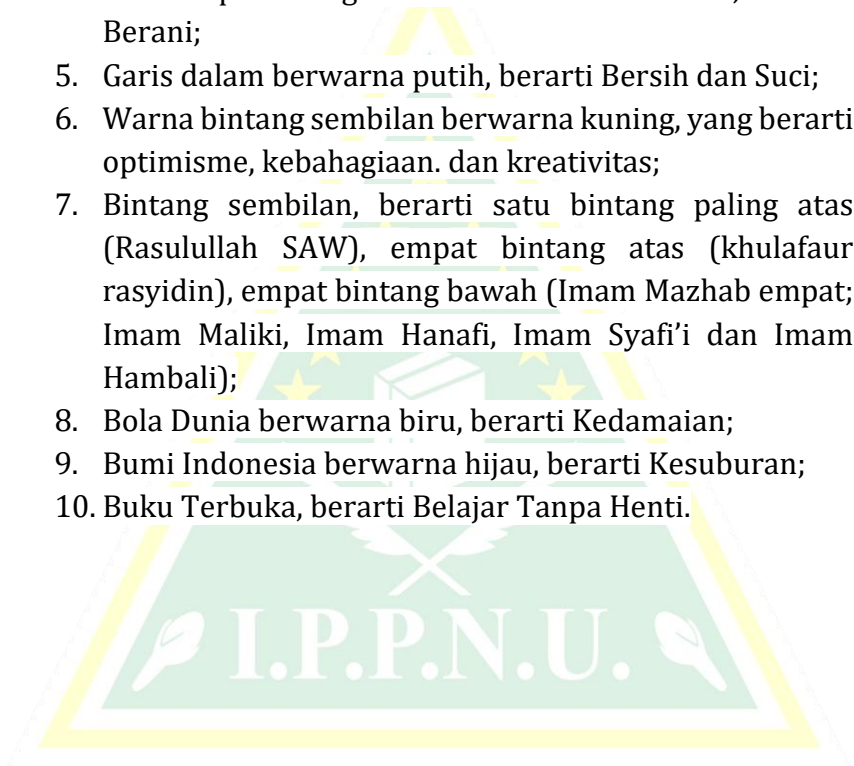 Berani;
5. Garis dalam berwarna putih, berarti Bersih dan Suci;
6. Warna bintang sembilan berwarna kuning, yang berarti
optimisme, kebahagiaan. dan kreativitas;
7. Bintang sembilan, berarti satu bintang paling atas
(Rasulullah SAW), empat bintang atas (khulafaur
rasyidin), empat bintang bawah (Imam Mazhab empat;
Imam Maliki, Imam Hanafi, Imam Syafi’i dan Imam
Hambali);
8. Bola Dunia berwarna biru, berarti Kedamaian;
9. Bumi Indonesia berwarna hijau, berarti Kesuburan;
10. Buku Terbuka, berarti Belajar Tanpa Henti.
I.P.P.N.U.